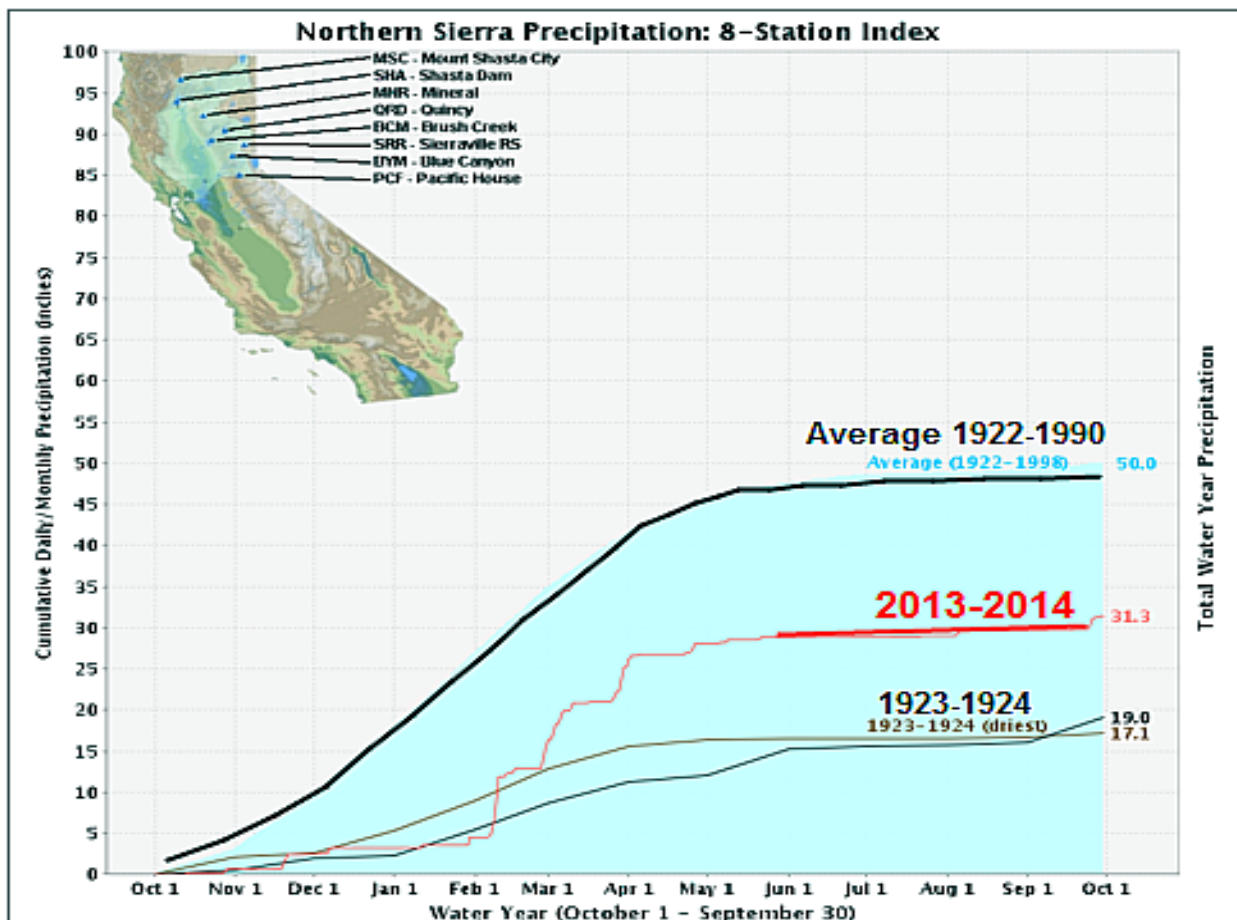 Northern Sierra Precipitation: 8-Station Index
MSC - Mount Shasta City
SHA - Shasta Dam
MNR - Mineral
QRD - Quincy
BCM - Brush Creek
SRR - Sierraville RS
BYM - Blue Canyon
PCF - Pacific House
100
95
90
85
80
75
70
65
60
55
50
45
40
35
30
25
20
15
10
5
0
Cumulative Daily/Monthly Precipitation (inches)
Total Water Year Precipitation
Average 1922-1990
Average (1922-1998)
50.0
2013-2014
31.3
1923-1924
1923-1924 (driest)
19.0
17.1
Oct 1 Nov 1 Dec 1 Jan 1 Feb 1 Mar 1 Apr 1 May 1 Jun 1 Jul 1 Aug 1 Sep 1 Oct 1
Water Year (October 1 - September 30)